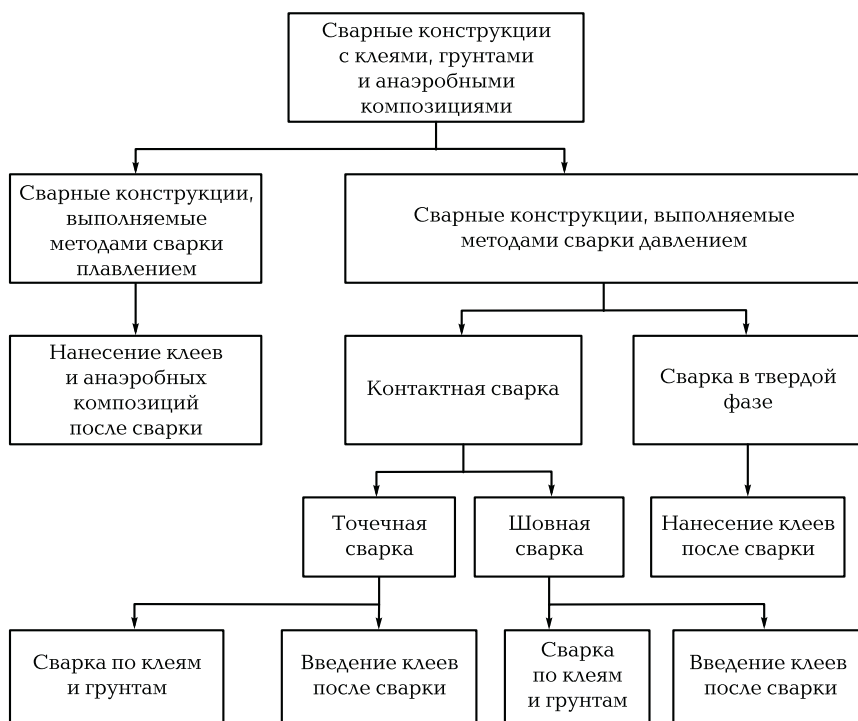 Сварные конструкции
с клеями, грунтами
и анаэробными
композициями
Сварные конструкции,
выполняемые
методами сварки
плавлением
Сварные конструкции, выполняемые
методами сварки давлением
Нанесение клеев
и анаэробных
композиций
после сварки
Контактная сварка
Сварка в твердой
фазе
Точечная
сварка
Шовная
сварка
Нанесение клеев
после сварки
Сварка по клеям
и грунтам
Введение клеев
после сварки
Сварка
по клеям
и грунтам
Введение клеев
после сварки